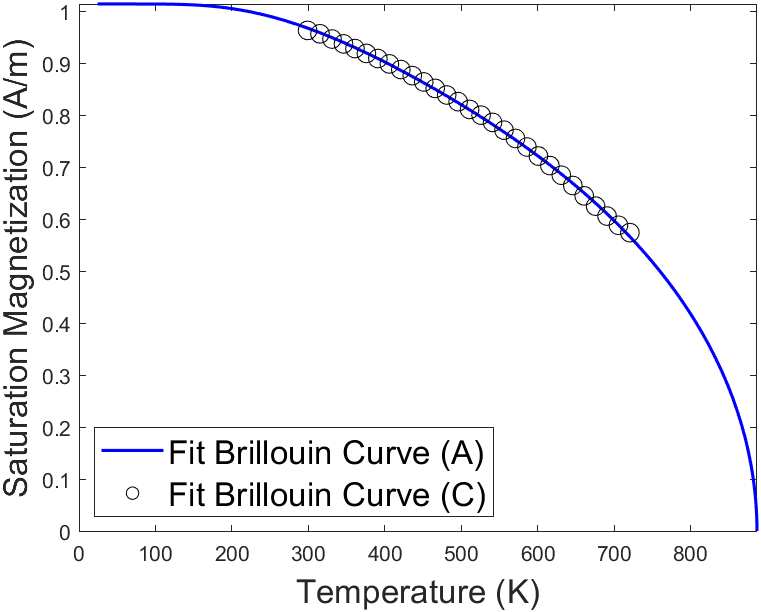 1
0.9
0.8
0.7
0.6
0.5
0.4
0.3
0.2
0.1
0
Saturation Magnetization (A/m)
Fit Brillouin Curve (A)
Fit Brillouin Curve (C)
0 100 200 300 400 500 600 700 800
Temperature (K)